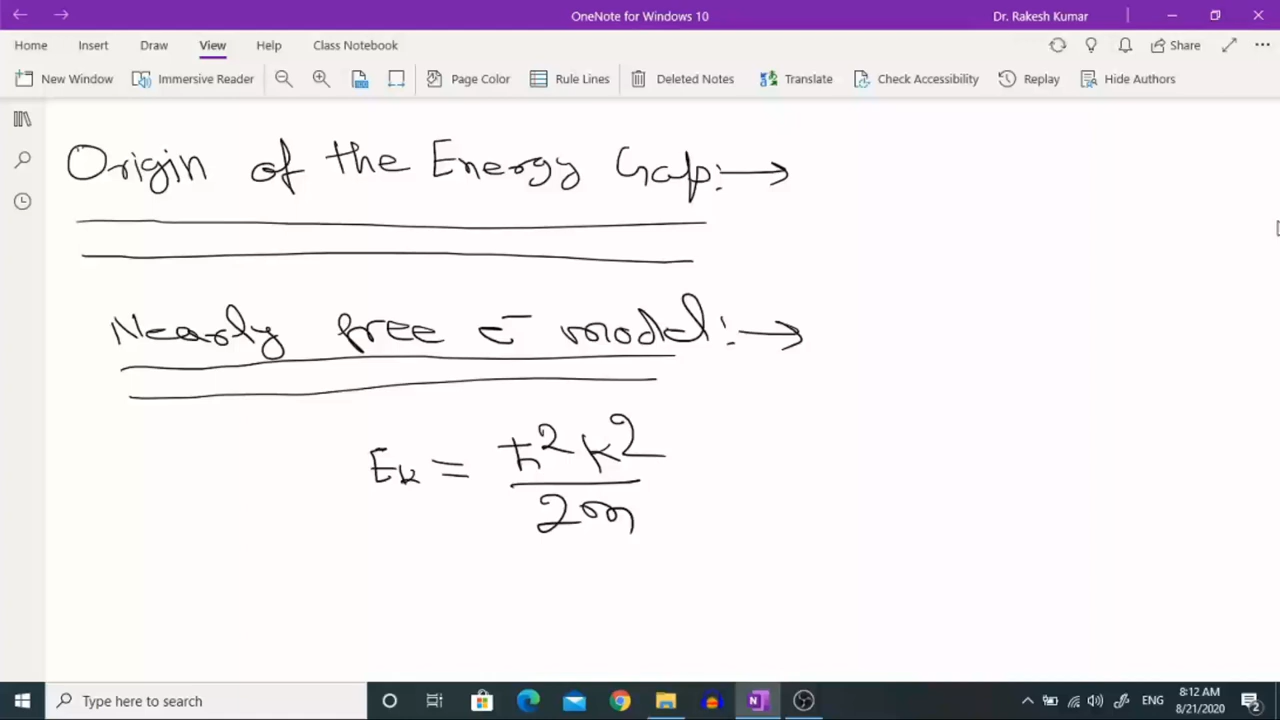 OneNote for Windows 10
Dr. Rakesh Kumar
Home Insert Draw View Help Class Notebook Share
New Window Immersive Reader Page Color Rule Lines Deleted Notes Translate Check Accessibility Replay Hide Authors
Origin of the Energy Gap:→
Nearly free e⁻ model:→
E_k = ħ²k²/2m
Type here to search
ENG
8:12 AM
8/21/2020
2